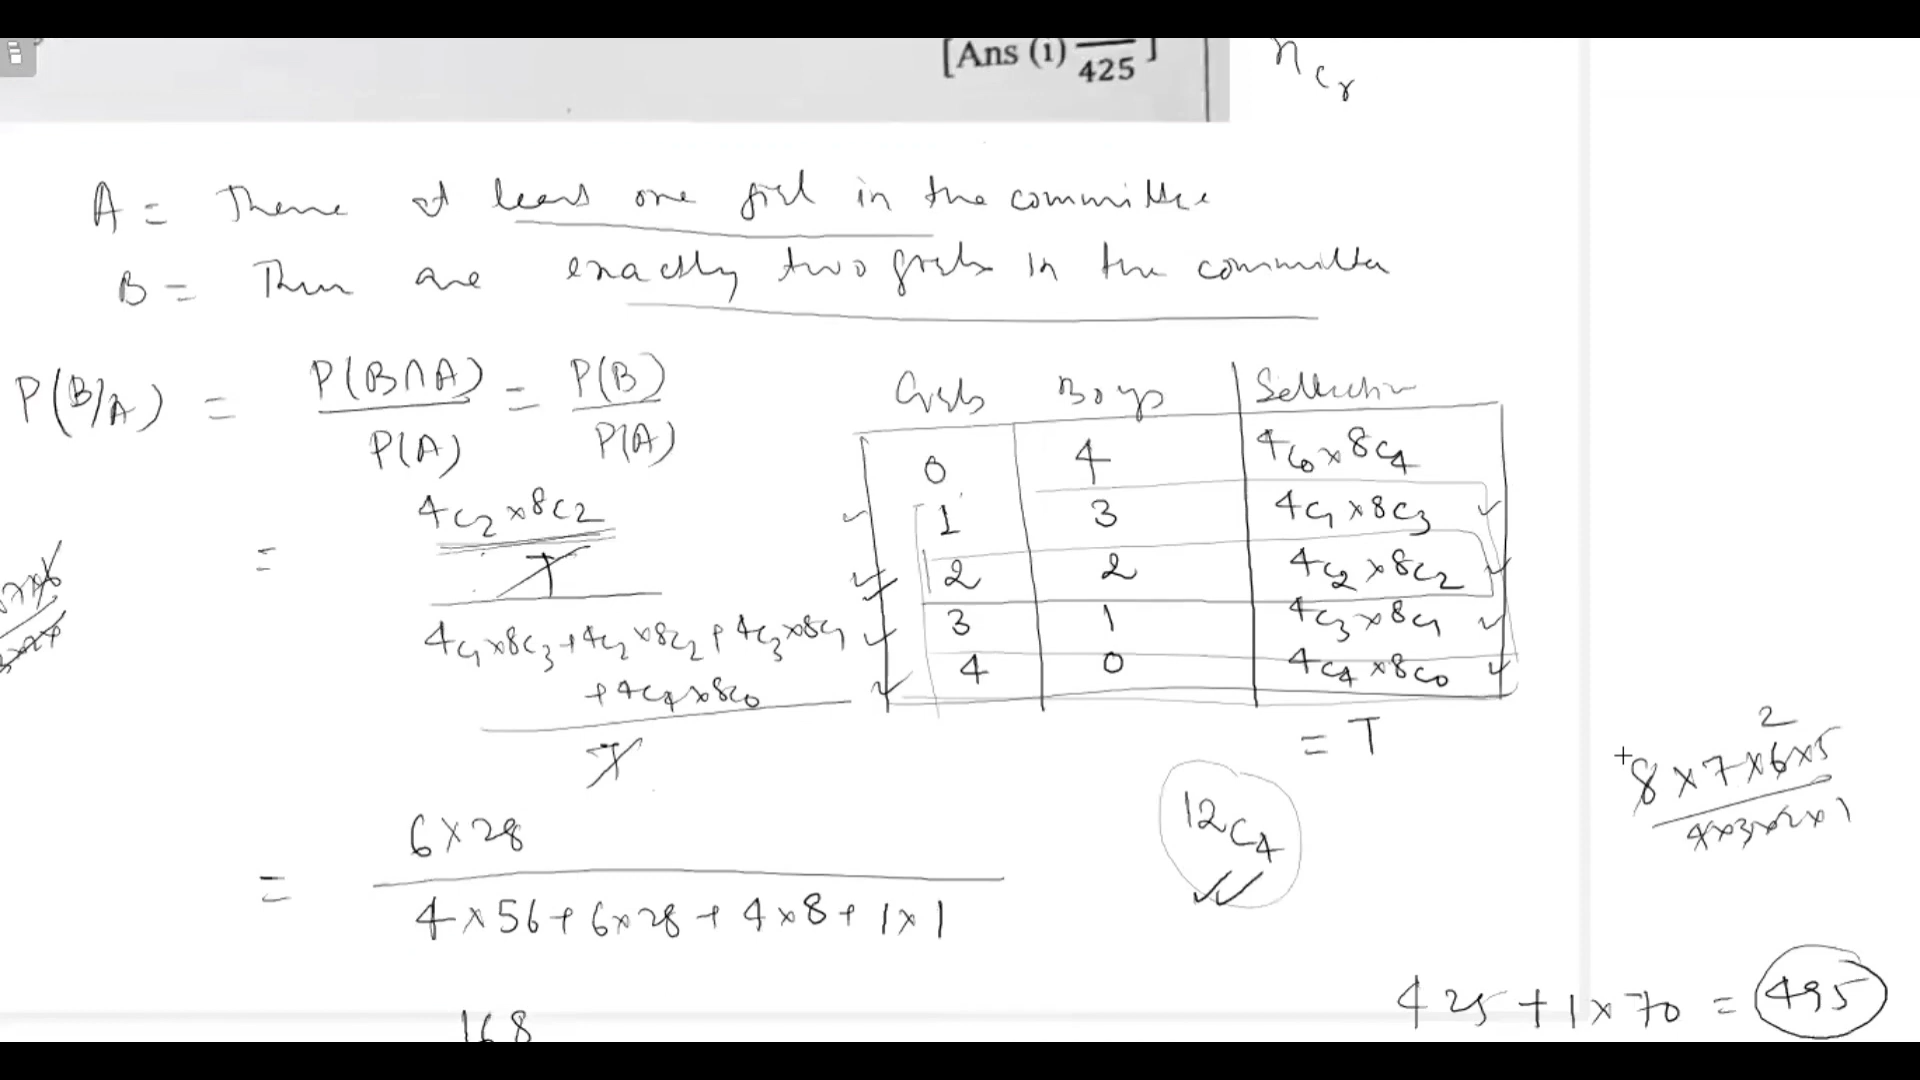 [Ans (i) 425]
nCr
A = There at least one girl in the committee
B = There are exactly two girls in the committee
P(B/A) = P(B∩A)/P(A) = P(B)/P(A)
= 4C2×8C2
T
4C1×8C3+4C2×8C2+4C3×8C1
+4C4×8C0
T
Girls Boys Selection
0 4 4C0×8C4
1 3 4C1×8C3
2 2 4C2×8C2
3 1 4C3×8C1
4 0 4C4×8C0
= T
12C4
= 6×28
4×56+6×28+4×8+1×1
168
2
8×7×6×5
4×3×2×1
425+1×70 = 495